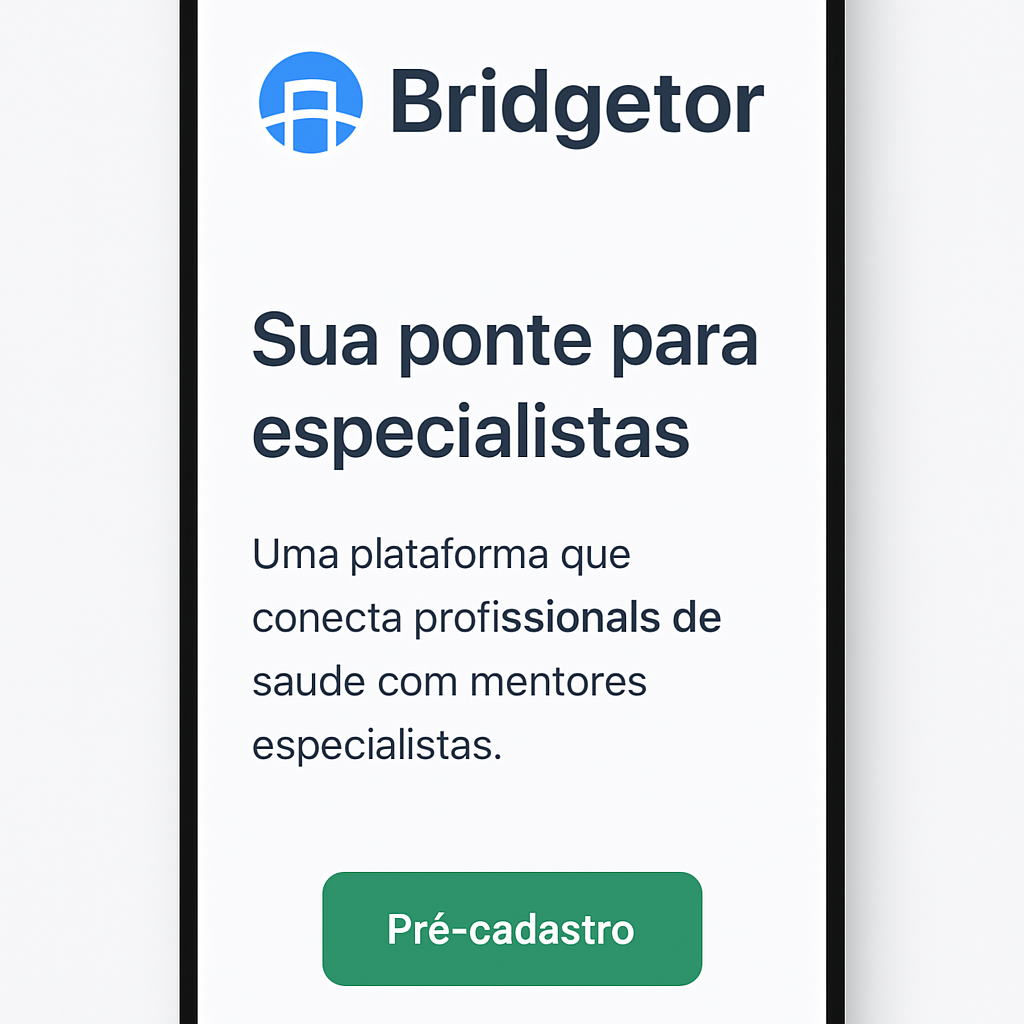 Bridgetor
Sua ponte para
especialistas
Uma plataforma que
conecta profissionals de
saude com mentores
especialistas.
Pré-cadastro